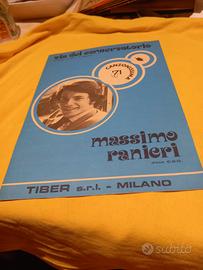 via del conservatorio
CANZONISSIMA
'71
massimo
ranieri
TIBER s.r.l. - MILANO
subito